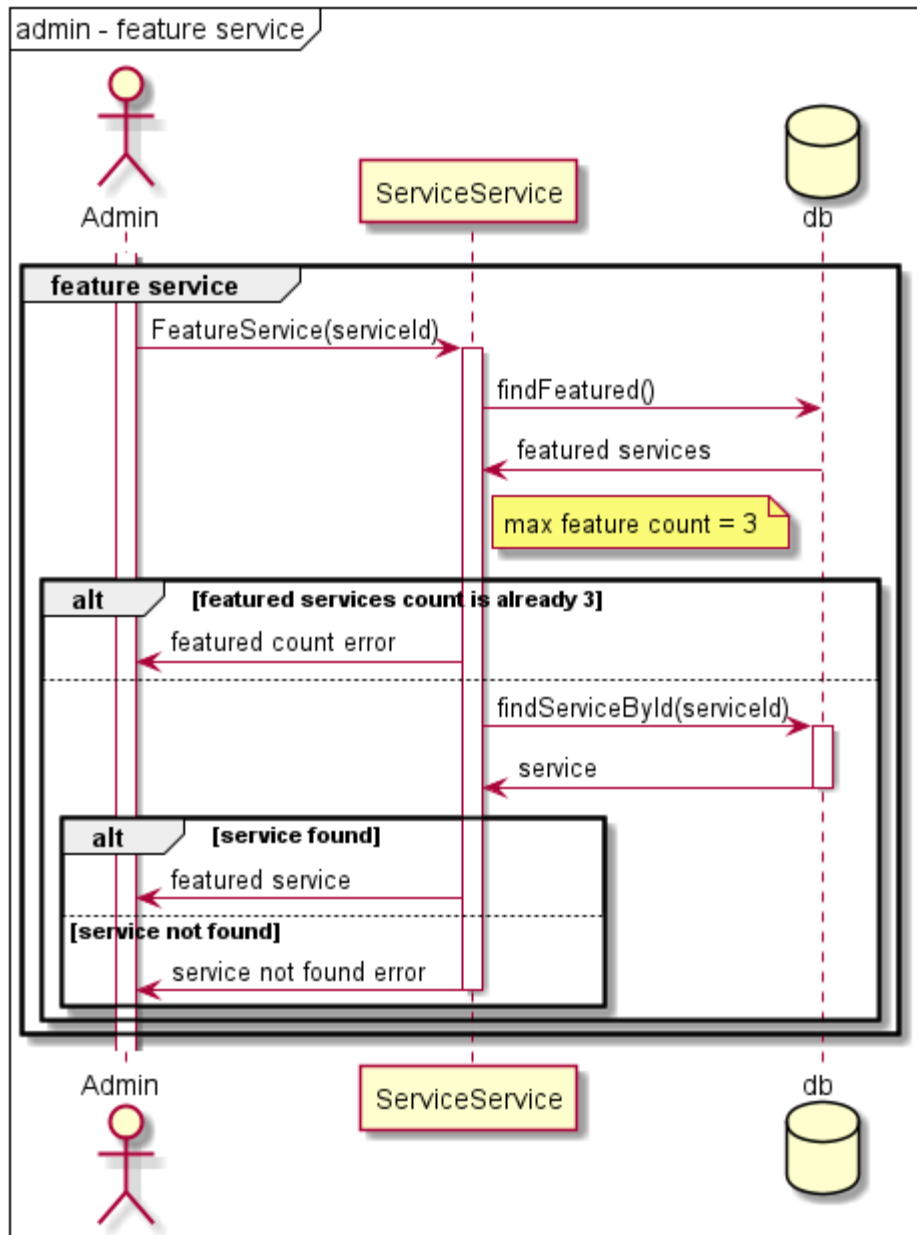 admin - feature service
Admin
ServiceService
db
feature service
FeatureService(serviceId)
findFeatured()
featured services
max feature count = 3
alt [featured services count is already 3]
featured count error
findServiceById(serviceId)
service
alt [service found]
featured service
[service not found]
service not found error
Admin
ServiceService
db